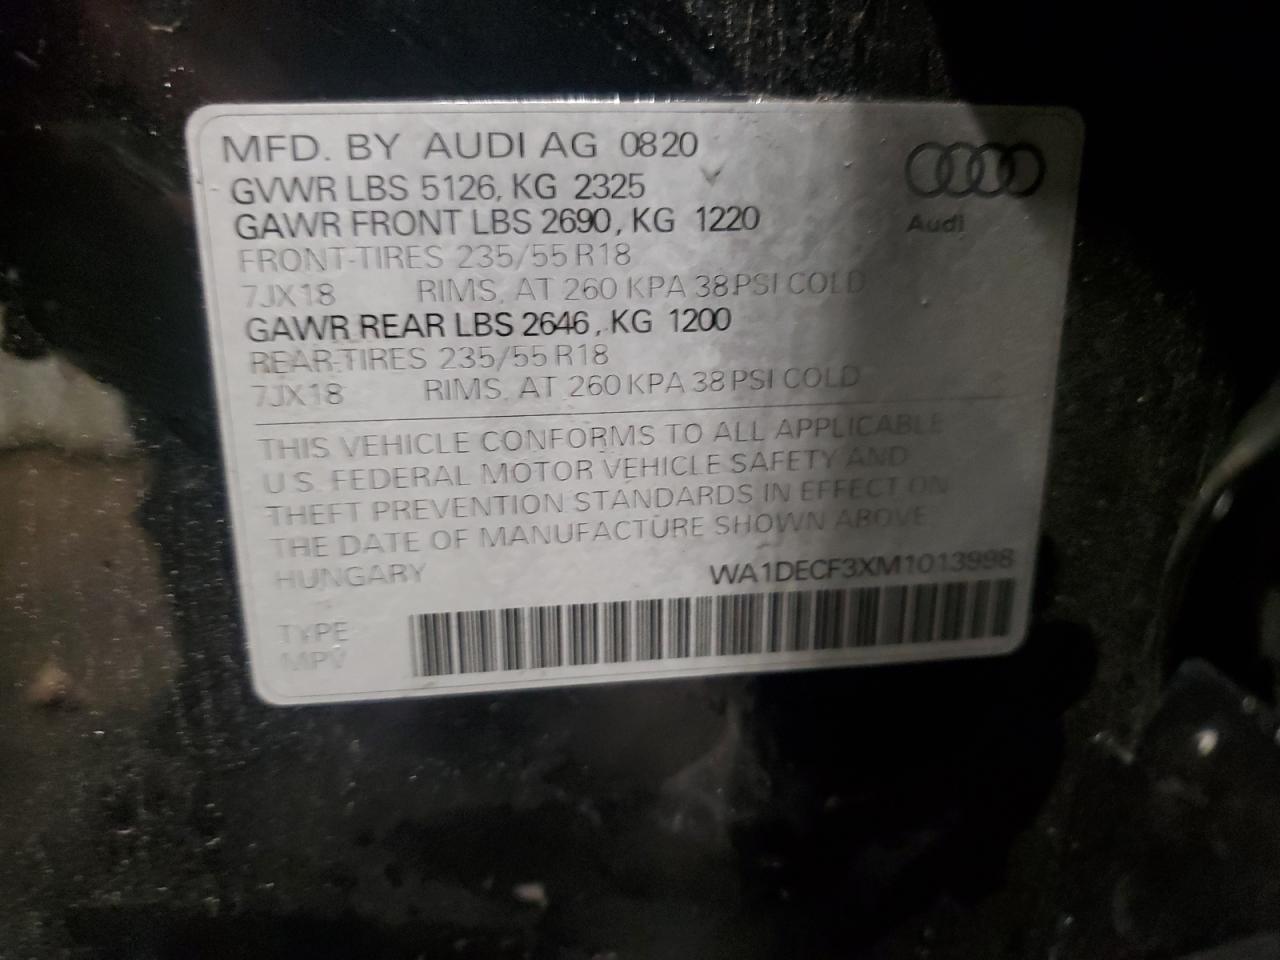 MFD. BY AUDI AG 0820
GVWR LBS 5126, KG 2325
GAWR FRONT LBS 2690, KG 1220
Audi
FRONT-TIRES 235/55 R18
7JX18 RIMS, AT 260 KPA 38 PSI COLD
GAWR REAR LBS 2646, KG 1200
REAR-TIRES 235/55 R18
7JX18 RIMS, AT 260 KPA 38 PSI COLD
THIS VEHICLE CONFORMS TO ALL APPLICABLE
U.S. FEDERAL MOTOR VEHICLE SAFETY AND
THEFT PREVENTION STANDARDS IN EFFECT ON
THE DATE OF MANUFACTURE SHOWN ABOVE
HUNGARY WA1DECF3XM1013998
TYPE
MPV